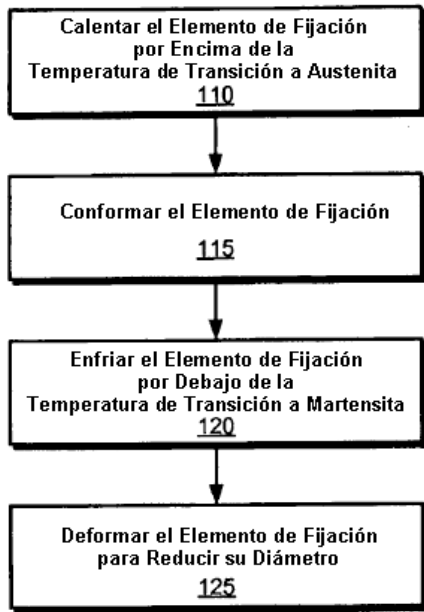 Calentar el Elemento de Fijación
por Encima de la
Temperatura de Transición a Austenita
110
Conformar el Elemento de Fijación
115
Enfriar el Elemento de Fijación
por Debajo de la
Temperatura de Transición a Martensita
120
Deformar el Elemento de Fijación
para Reducir su Diámetro
125